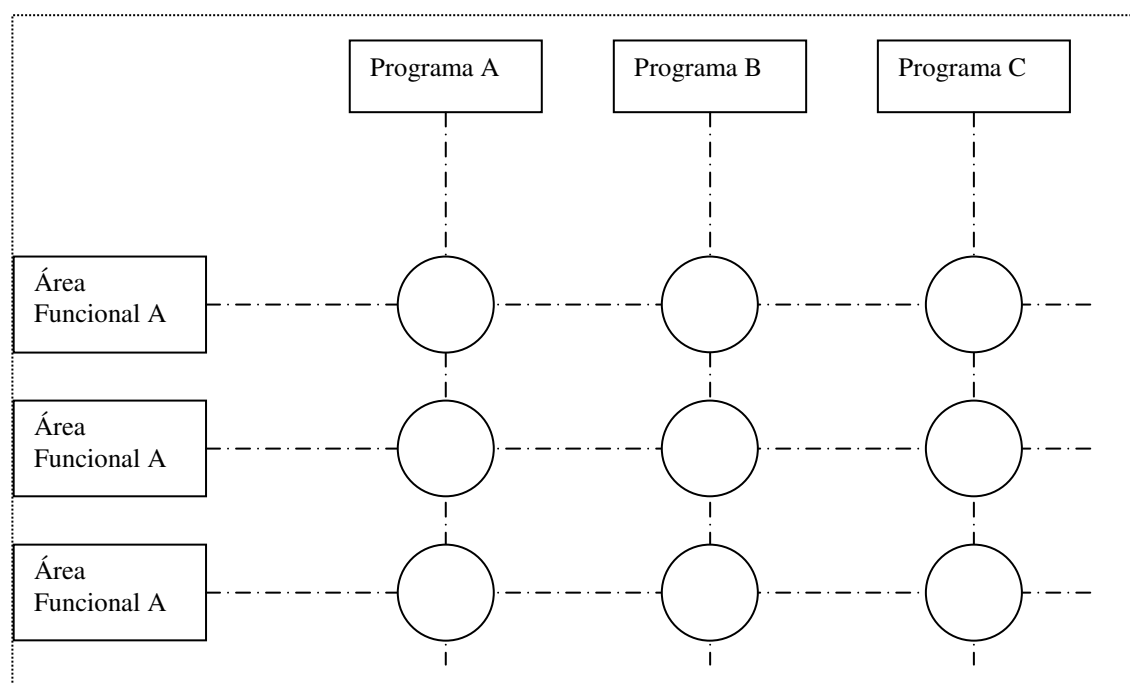 Programa A
Programa B
Programa C
Área
Funcional A
Área
Funcional A
Área
Funcional A